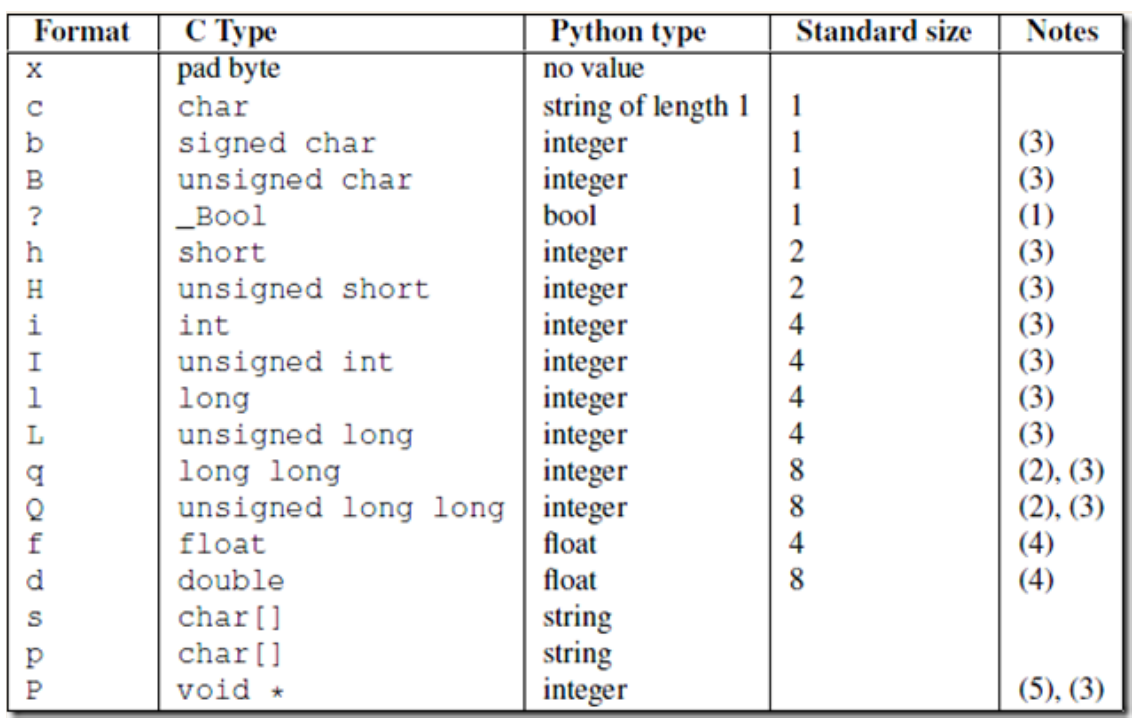 Format C Type Python type Standard size Notes
x pad byte no value
c char string of length 1 1
b signed char integer 1 (3)
B unsigned char integer 1 (3)
? _Bool bool 1 (1)
h short integer 2 (3)
H unsigned short integer 2 (3)
i int integer 4 (3)
I unsigned int integer 4 (3)
l long integer 4 (3)
L unsigned long integer 4 (3)
q long long integer 8 (2), (3)
Q unsigned long long integer 8 (2), (3)
f float float 4 (4)
d double float 8 (4)
s char[] string
p char[] string
P void * integer (5), (3)